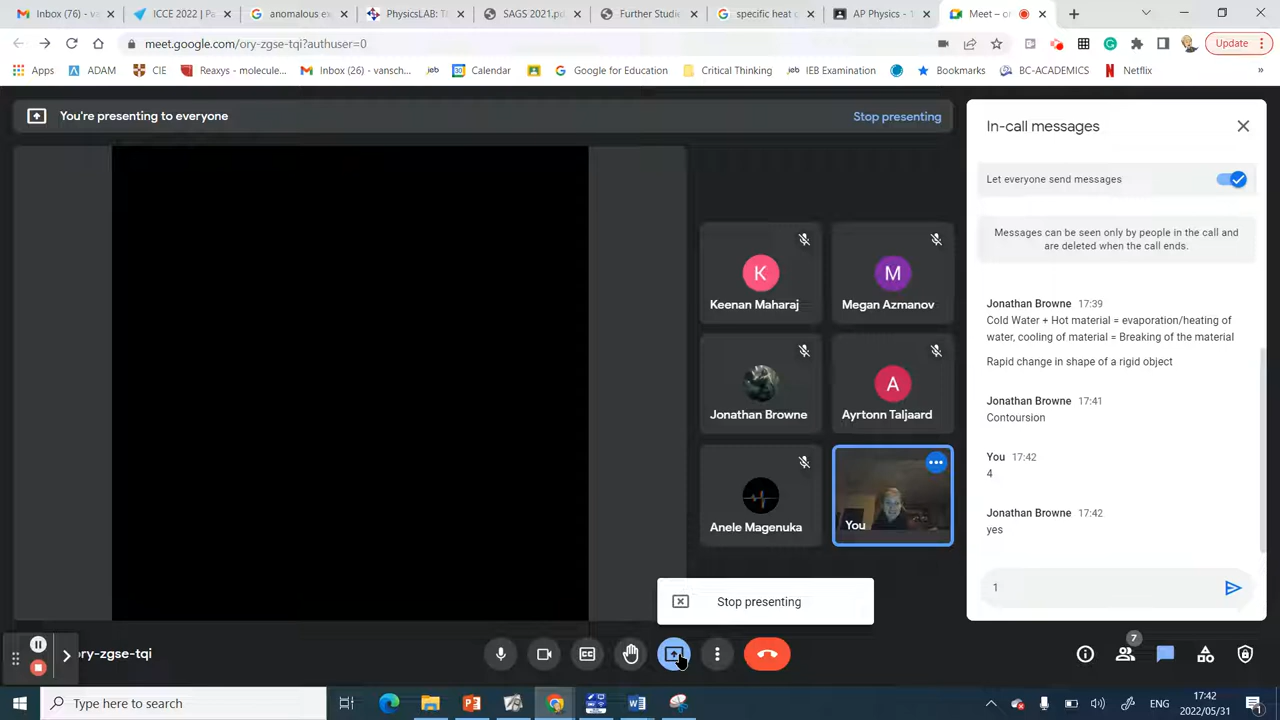 Inbox (76) - vans
ICCE 2022 | Pa
anomalous ex
PhysicsLAB: Te
SAGS 2021.pd
Further Studie
specific heat c
AP Physics - T
Meet – o
meet.google.com/ory-zgse-tqi?authuser=0
Update
Apps
ADAM
CIE
Reaxys - molecule...
Inbox (26) - vansch...
Calendar
Google for Education
Critical Thinking
IEB Examination
Bookmarks
BC-ACADEMICS
Netflix
»
You're presenting to everyone
Stop presenting
K
Keenan Maharaj
M
Megan Azmanov
Jonathan Browne
A
Ayrtonn Taljaard
Anele Magenuka
You
In-call messages
Let everyone send messages
Messages can be seen only by people in the call and
are deleted when the call ends.
Jonathan Browne 17:39
Cold Water + Hot material = evaporation/heating of
water, cooling of material = Breaking of the material
Rapid change in shape of a rigid object
Jonathan Browne 17:41
Contoursion
You 17:42
4
Jonathan Browne 17:42
yes
1
Stop presenting
ory-zgse-tqi
7
Type here to search
ENG
17:42
2022/05/31
1